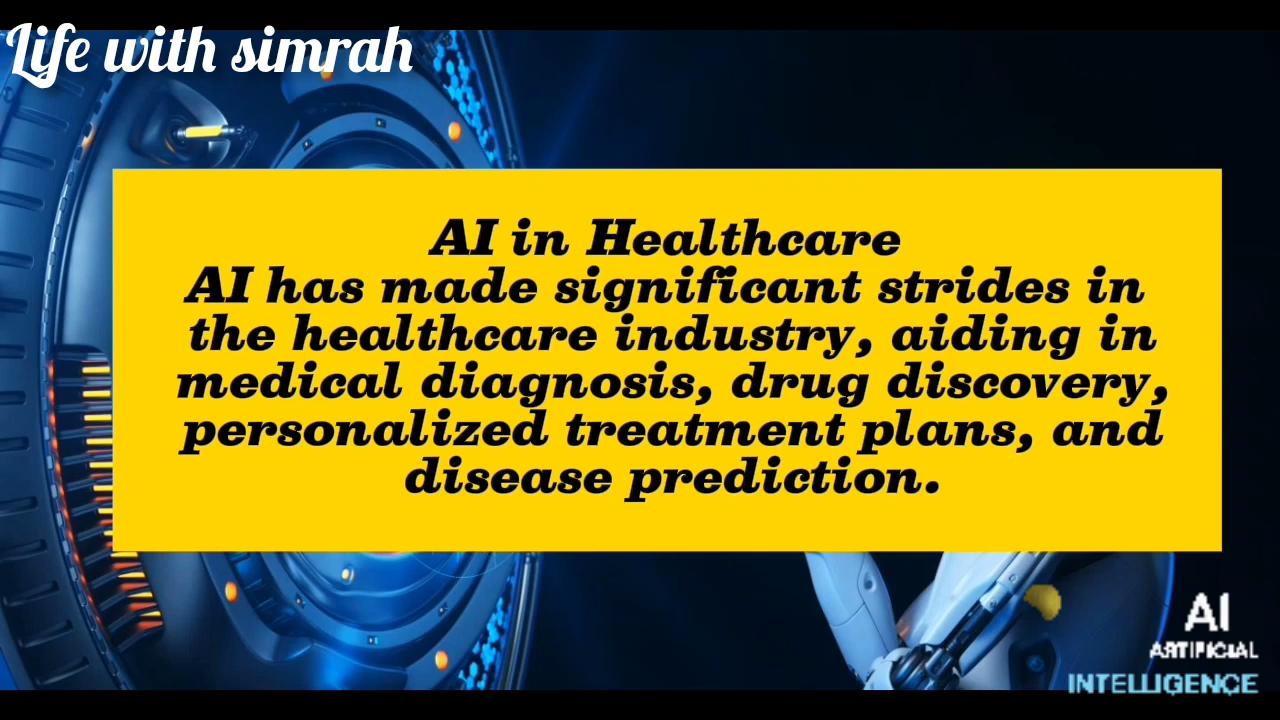 Life with simrah
AI in Healthcare
AI has made significant strides in
the healthcare industry, aiding in
medical diagnosis, drug discovery,
personalized treatment plans, and
disease prediction.
AI
ARTIFICIAL
INTELLIGENCE